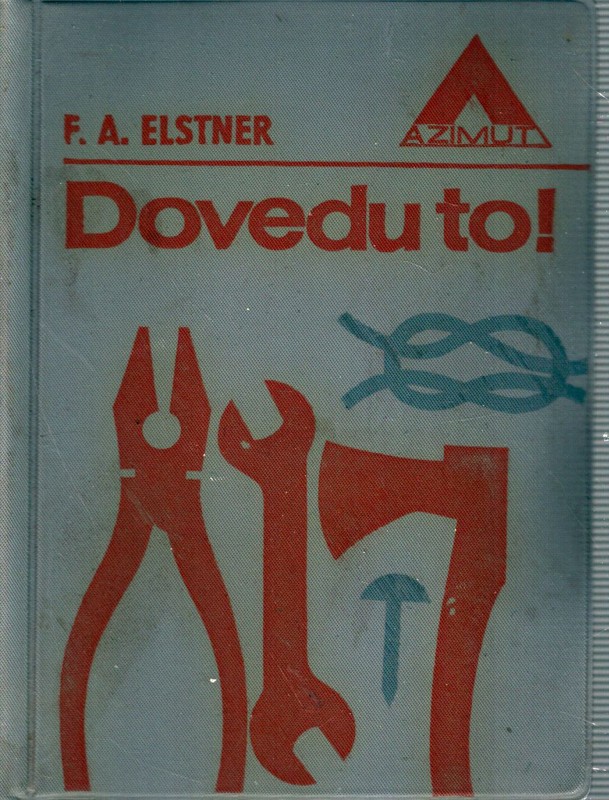 F. A. ELSTNER
AZIMUT
Dovedu to!